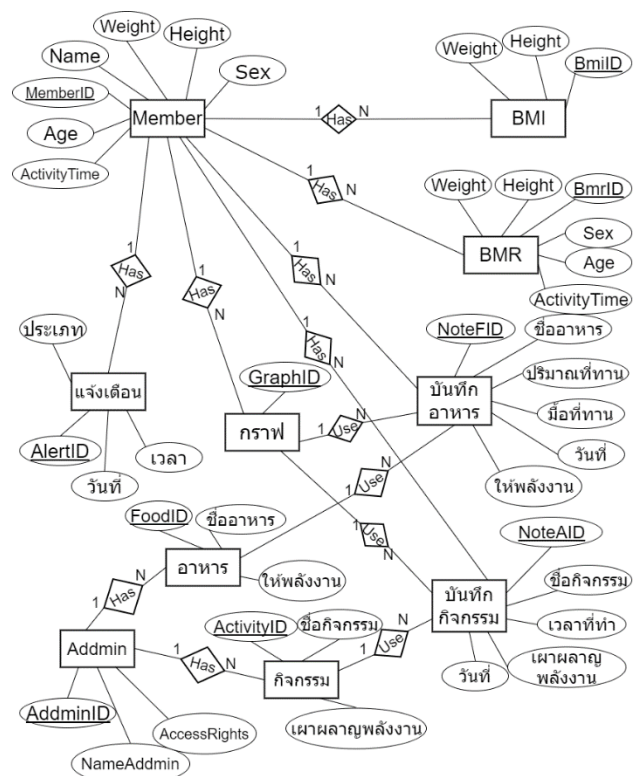 Weight
Height
Name
Sex
MemberID
Member
Age
ActivityTime
1
Has
N
Weight
Height
BmiID
BMI
1
Has
N
Weight
Height
BmrID
BMR
Sex
Age
ActivityTime
1
Has
N
1
Has
N
1
Has
N
1
Has
N
ประเภท
แจ้งเตือน
AlertID
วันที่
เวลา
GraphID
กราฟ
1
Use
N
NoteFID
ชื่ออาหาร
ปริมาณที่ทาน
บันทึก
อาหาร
มื้อที่ทาน
วันที่
ให้พลังงาน
1
Use
N
1
Use
N
FoodID
ชื่ออาหาร
อาหาร
ให้พลังงาน
NoteAID
ชื่อกิจกรรม
บันทึก
กิจกรรม
เวลาที่ทำ
เผาผลาญ
พลังงาน
วันที่
N
Has
1
Addmin
1
Has
N
ActivityID
ชื่อกิจกรรม
กิจกรรม
1
Use
N
เผาผลาญพลังงาน
AddminID
AccessRights
NameAddmin